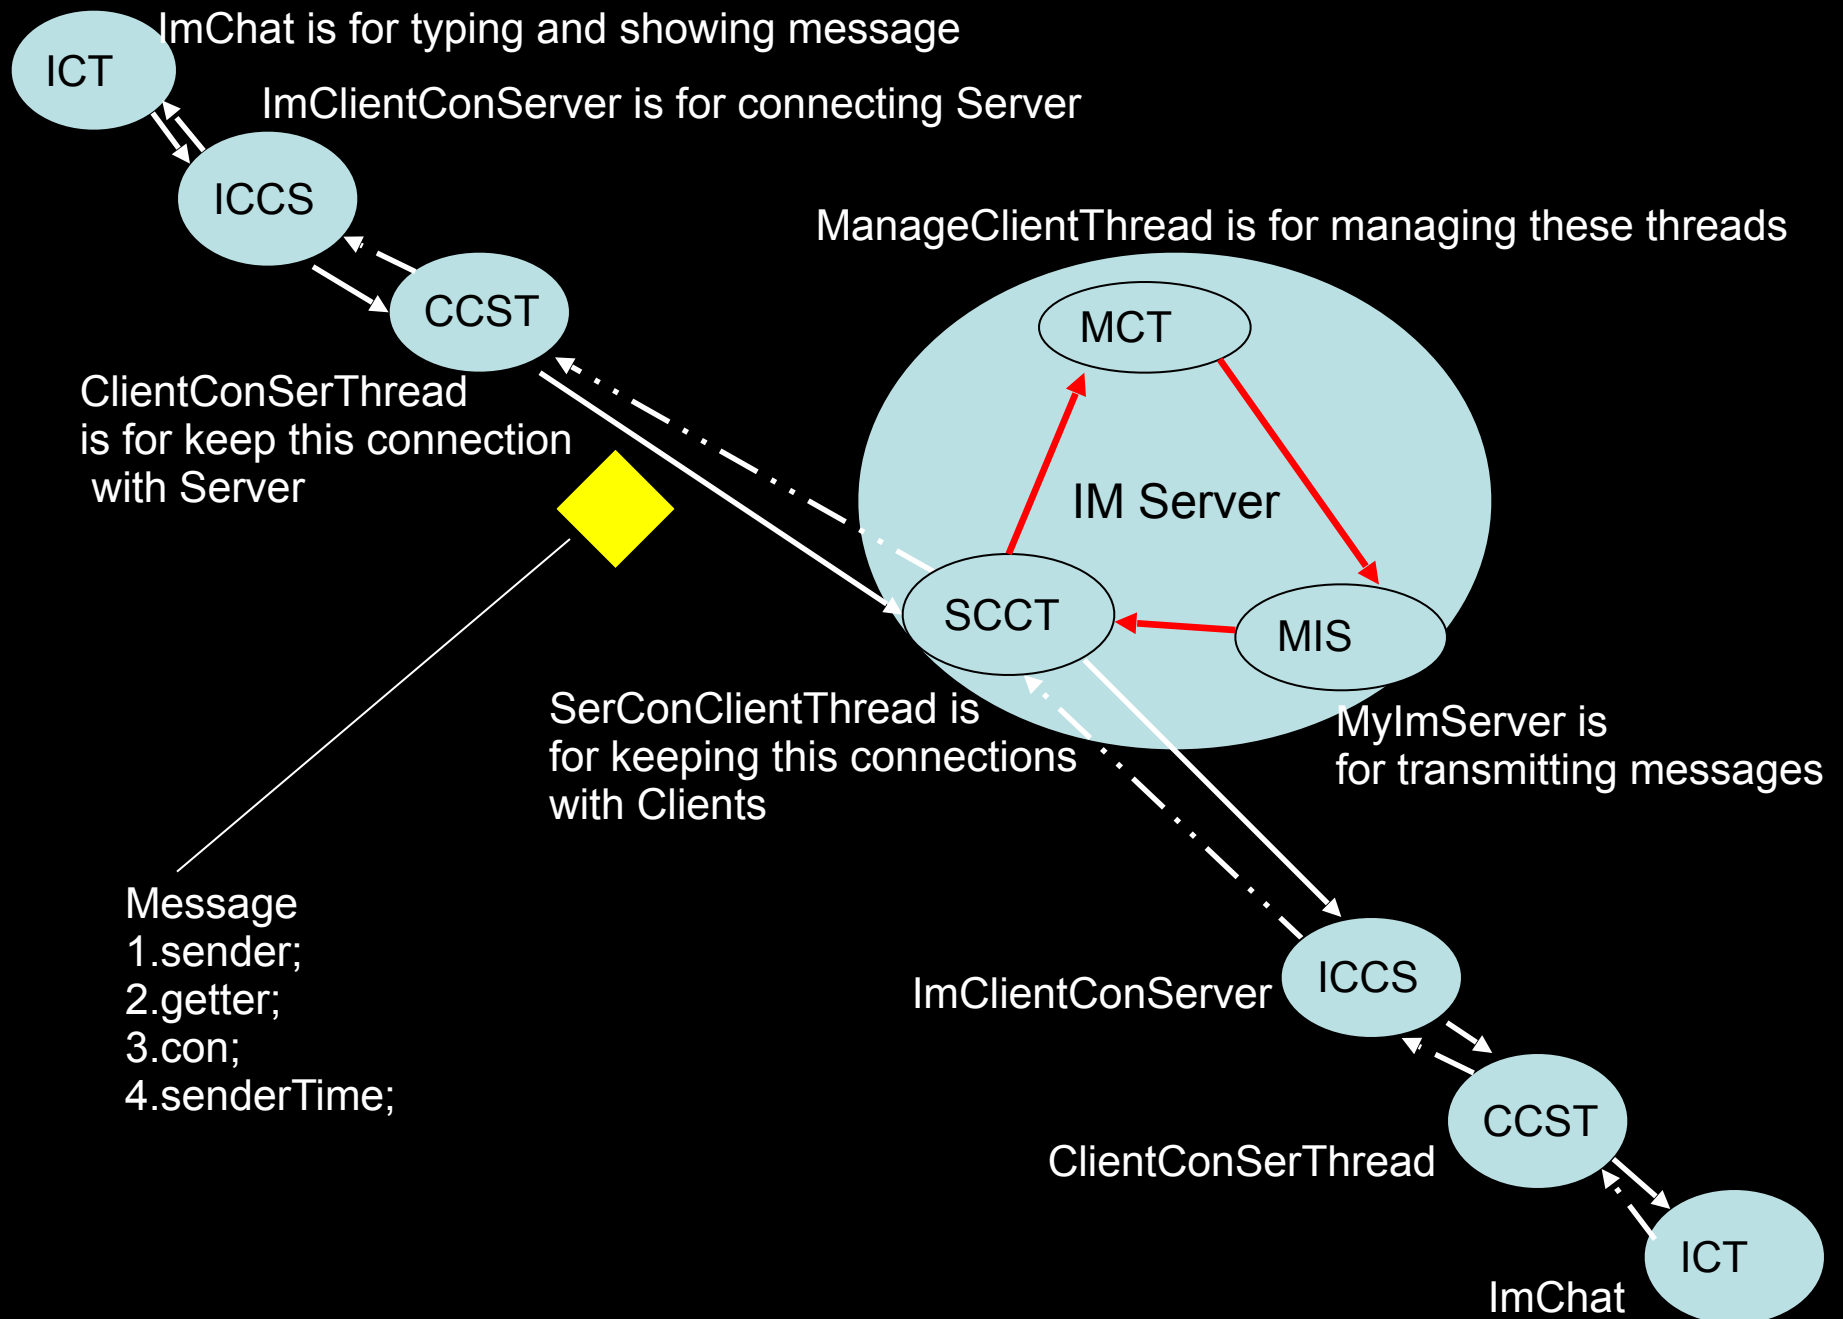 ImChat is for typing and showing message
ICT
ImClientConServer is for connecting Server
ICCS
ManageClientThread is for managing these threads
CCST
MCT
ClientConSerThread
is for keep this connection
with Server
IM Server
SCCT
MIS
SerConClientThread is
for keeping this connections
with Clients
MyImServer is
for transmitting messages
Message
1.sender;
2.getter;
3.con;
4.senderTime;
ImClientConServer
ICCS
CCST
ClientConSerThread
ICT
ImChat